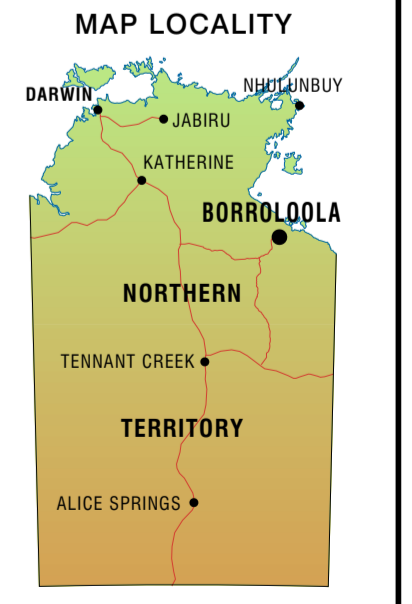 MAP LOCALITY
DARWIN
NHULUNBUY
JABIRU
KATHERINE
BORROLOOLA
NORTHERN
TENNANT CREEK
TERRITORY
ALICE SPRINGS